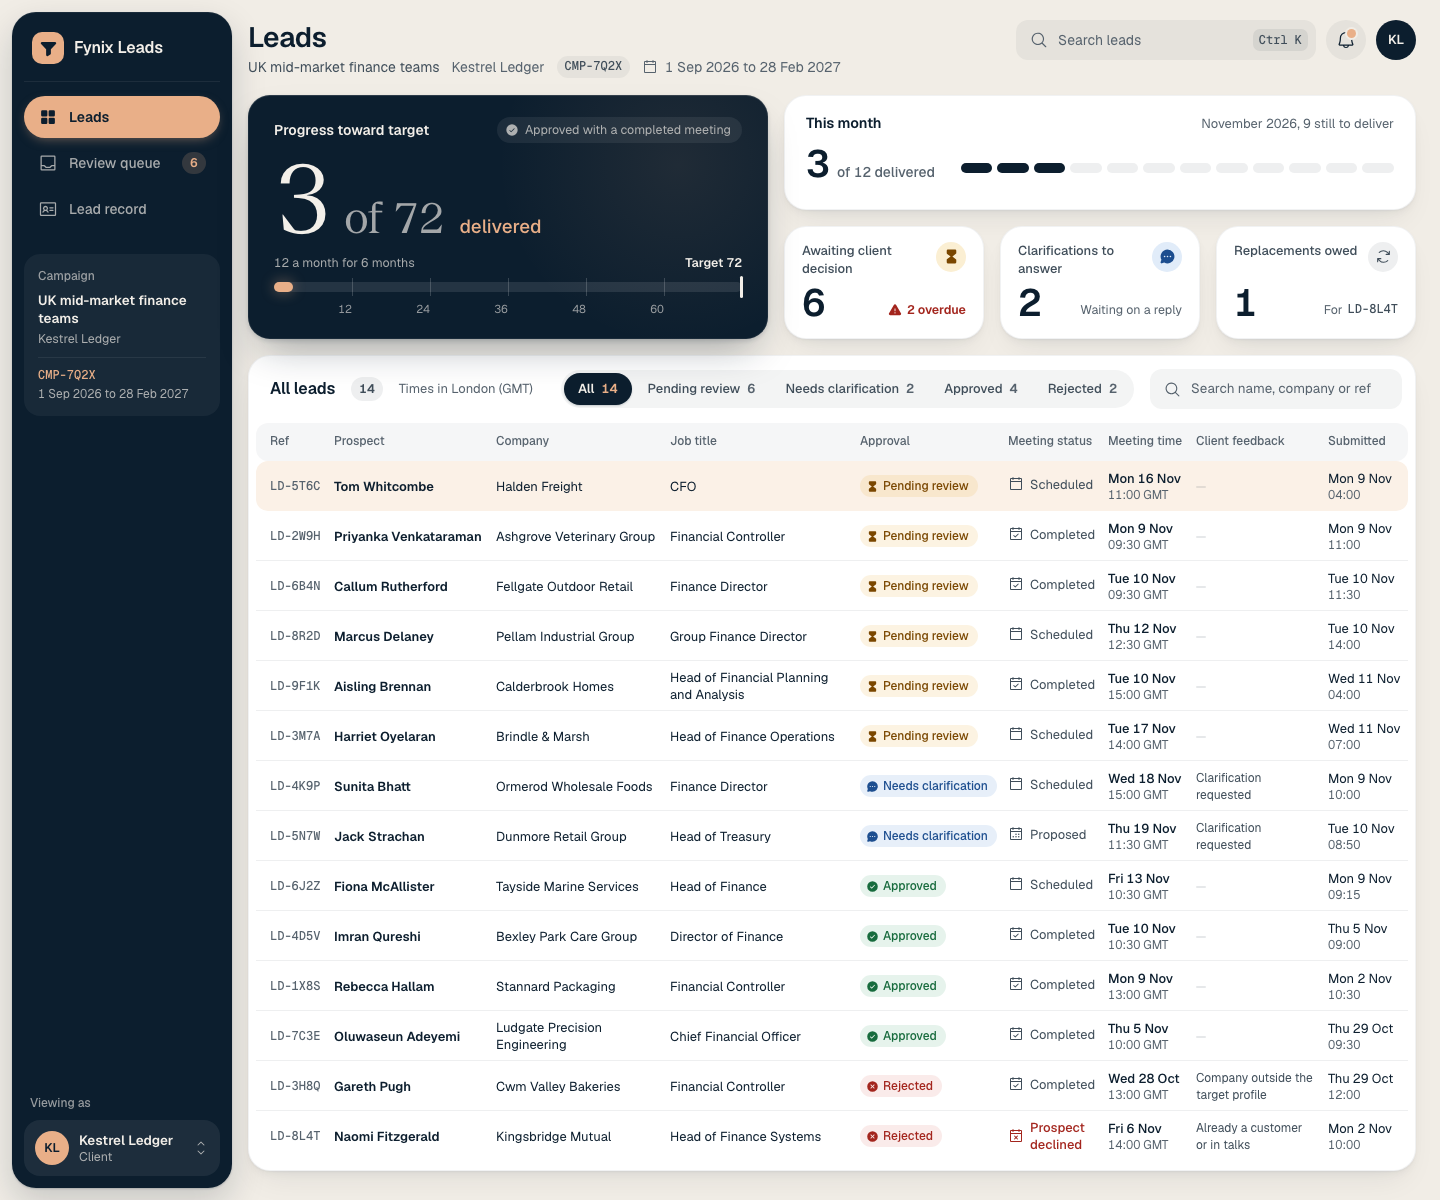 Fynix Leads
Leads
Review queue 6
Lead record
Campaign
UK mid-market finance
teams
Kestrel Ledger
CMP-7Q2X
1 Sep 2026 to 28 Feb 2027
Viewing as
KL Kestrel Ledger
Client
Leads
UK mid-market finance teams Kestrel Ledger CMP-7Q2X 1 Sep 2026 to 28 Feb 2027
Search leads Ctrl K
KL
Progress toward target Approved with a completed meeting
3 of 72 delivered
12 a month for 6 months Target 72
12 24 36 48 60
This month November 2026, 9 still to deliver
3 of 12 delivered
Awaiting client
decision
6 2 overdue
Clarifications to
answer
2 Waiting on a reply
Replacements owed
1 For LD-8L4T
All leads 14 Times in London (GMT) All 14 Pending review 6 Needs clarification 2 Approved 4 Rejected 2 Search name, company or ref
Ref Prospect Company Job title Approval Meeting status Meeting time Client feedback Submitted
LD-5T6C Tom Whitcombe Halden Freight CFO Pending review Scheduled Mon 16 Nov — Mon 9 Nov
11:00 GMT 04:00
LD-2W9H Priyanka Venkataraman Ashgrove Veterinary Group Financial Controller Pending review Completed Mon 9 Nov — Mon 9 Nov
09:30 GMT 11:00
LD-6B4N Callum Rutherford Fellgate Outdoor Retail Finance Director Pending review Completed Tue 10 Nov — Tue 10 Nov
09:30 GMT 11:30
LD-8R2D Marcus Delaney Pellam Industrial Group Group Finance Director Pending review Scheduled Thu 12 Nov — Tue 10 Nov
12:30 GMT 14:00
LD-9F1K Aisling Brennan Calderbrook Homes Head of Financial Planning Pending review Completed Tue 10 Nov — Wed 11 Nov
and Analysis 15:00 GMT 04:00
LD-3M7A Harriet Oyelaran Brindle & Marsh Head of Finance Operations Pending review Scheduled Tue 17 Nov — Wed 11 Nov
14:00 GMT 07:00
LD-4K9P Sunita Bhatt Ormerod Wholesale Foods Finance Director Needs clarification Scheduled Wed 18 Nov Clarification Mon 9 Nov
15:00 GMT requested 10:00
LD-5N7W Jack Strachan Dunmore Retail Group Head of Treasury Needs clarification Proposed Thu 19 Nov Clarification Tue 10 Nov
11:30 GMT requested 08:50
LD-6J2Z Fiona McAllister Tayside Marine Services Head of Finance Approved Scheduled Fri 13 Nov — Mon 9 Nov
10:30 GMT 09:15
LD-4D5V Imran Qureshi Bexley Park Care Group Director of Finance Approved Completed Tue 10 Nov — Thu 5 Nov
10:30 GMT 09:00
LD-1X8S Rebecca Hallam Stannard Packaging Financial Controller Approved Completed Mon 9 Nov — Mon 2 Nov
13:00 GMT 10:30
LD-7C3E Oluwaseun Adeyemi Ludgate Precision Chief Financial Officer Approved Completed Thu 5 Nov — Thu 29 Oct
Engineering 10:00 GMT 09:30
LD-3H8Q Gareth Pugh Cwm Valley Bakeries Financial Controller Rejected Completed Wed 28 Oct Company outside the Thu 29 Oct
13:00 GMT target profile 12:00
LD-8L4T Naomi Fitzgerald Kingsbridge Mutual Head of Finance Systems Rejected Prospect Fri 6 Nov Already a customer Mon 2 Nov
declined 14:00 GMT or in talks 10:00